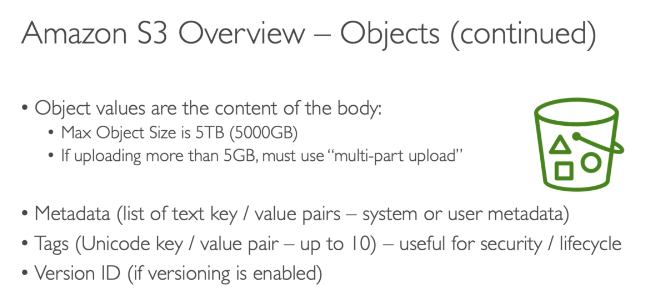 Amazon S3 Overview – Objects (continued)
• Object values are the content of the body:
• Max Object Size is 5TB (5000GB)
• If uploading more than 5GB, must use “multi-part upload”
• Metadata (list of text key / value pairs – system or user metadata)
• Tags (Unicode key / value pair – up to 10) – useful for security / lifecycle
• Version ID (if versioning is enabled)